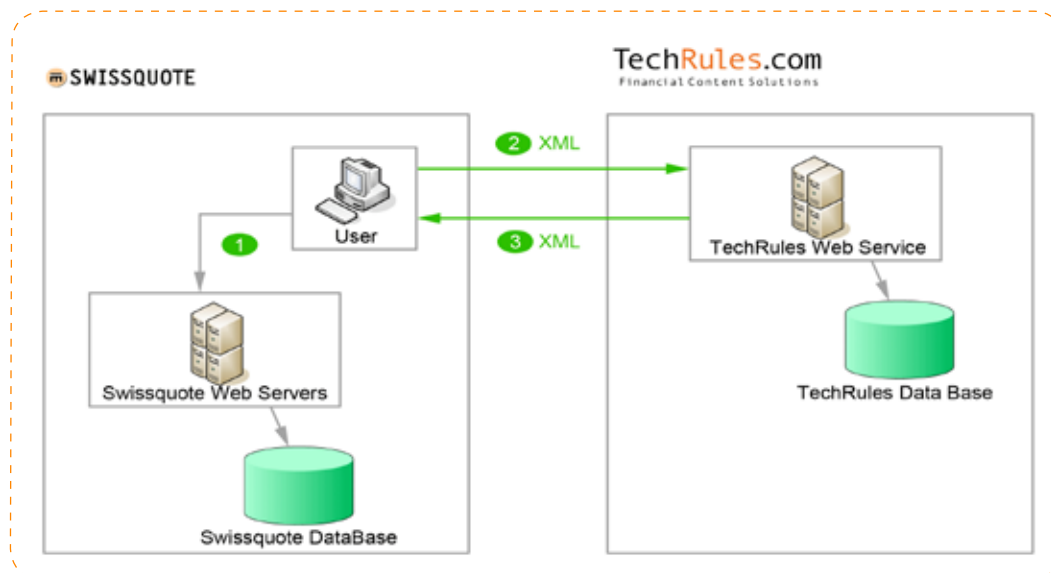 SWISSQUOTE
TechRules.com
Financial Content Solutions
2 XML
User
1
3 XML
TechRules Web Service
Swissquote Web Servers
TechRules Data Base
Swissquote DataBase